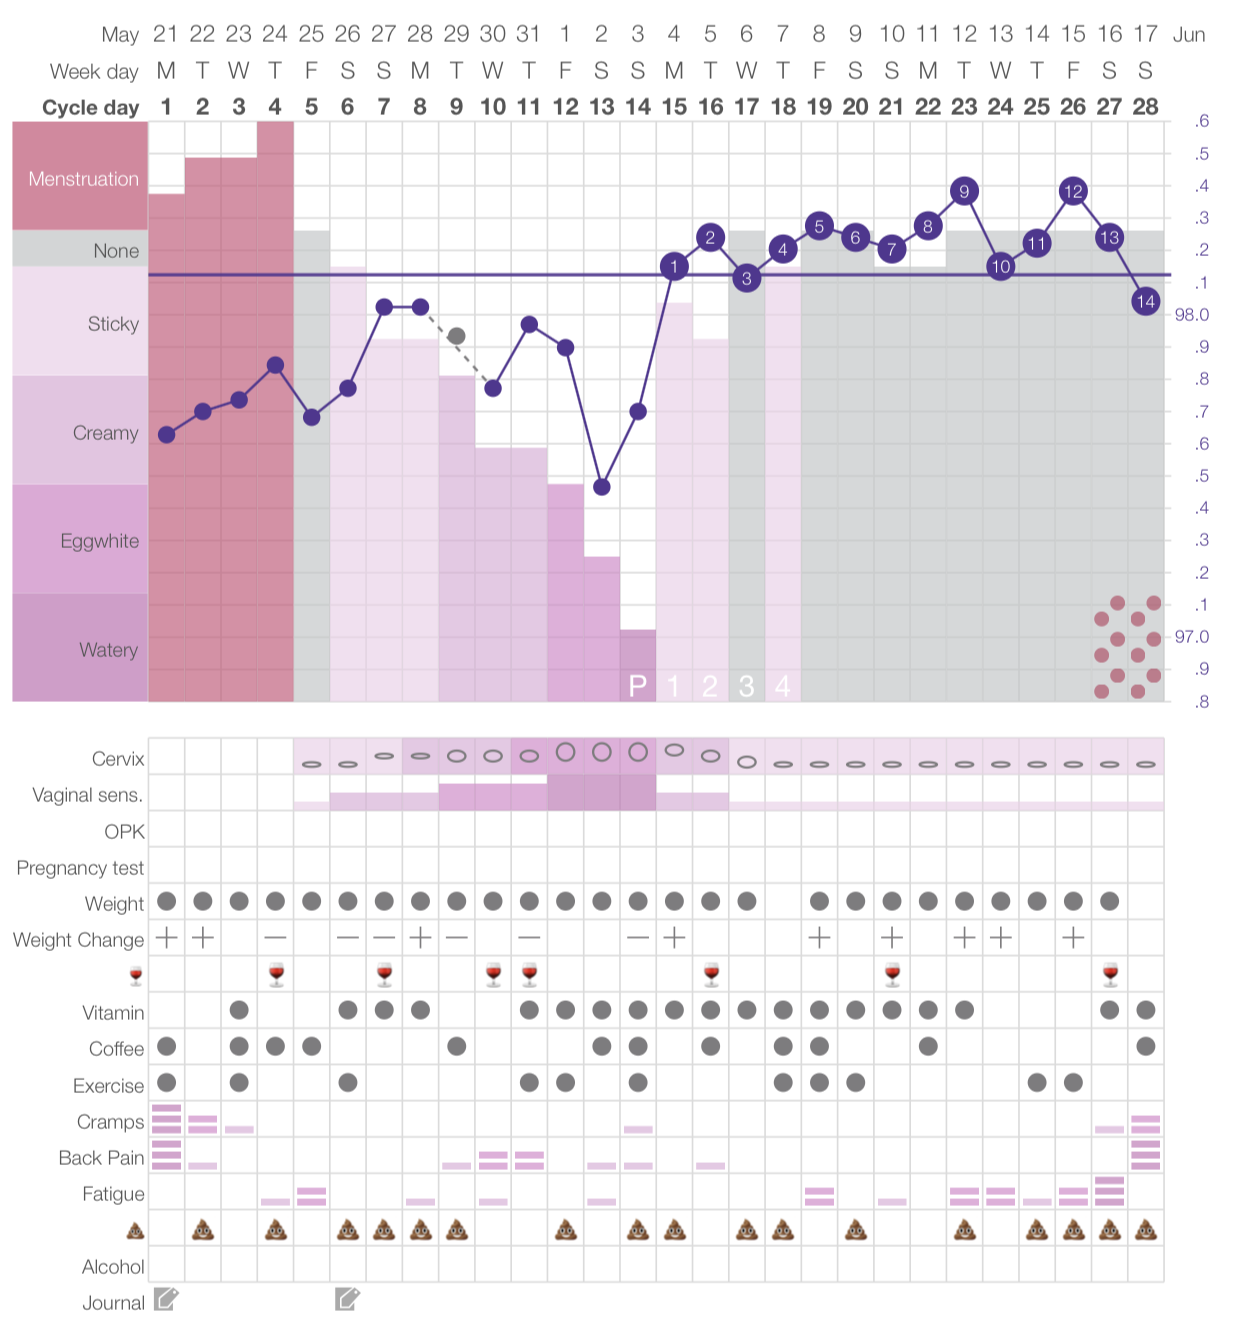 May 21 22 23 24 25 26 27 28 29 30 31 1 2 3 4 5 6 7 8 9 10 11 12 13 14 15 16 17 Jun
Week day M T W T F S S M T W T F S S M T W T F S S M T W T F S S
Cycle day 1 2 3 4 5 6 7 8 9 10 11 12 13 14 15 16 17 18 19 20 21 22 23 24 25 26 27 28
.6
.5
Menstruation
.4
9 12
.3
5 8
2 6 13
None
4 7 11 .2
1 10
3 .1
14
Sticky
98.0
.9
.8
.7
Creamy
.6
.5
.4
Eggwhite
.3
.2
.1
Watery
97.0
.9
P 1 2 3 4
.8
Cervix
Vaginal sens.
OPK
Pregnancy test
Weight
Weight Change + + − − − + − − − + + + + + +
Vitamin
Coffee
Exercise
Cramps
Back Pain
Fatigue
Alcohol
Journal